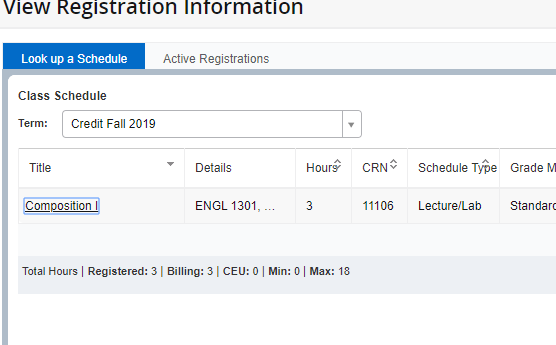 View Registration Information
Look up a Schedule Active Registrations
Class Schedule
Term: Credit Fall 2019
Title Details Hours CRN Schedule Type Grade M
Composition I ENGL 1301, ... 3 11106 Lecture/Lab Standard
Total Hours | Registered: 3 | Billing: 3 | CEU: 0 | Min: 0 | Max: 18